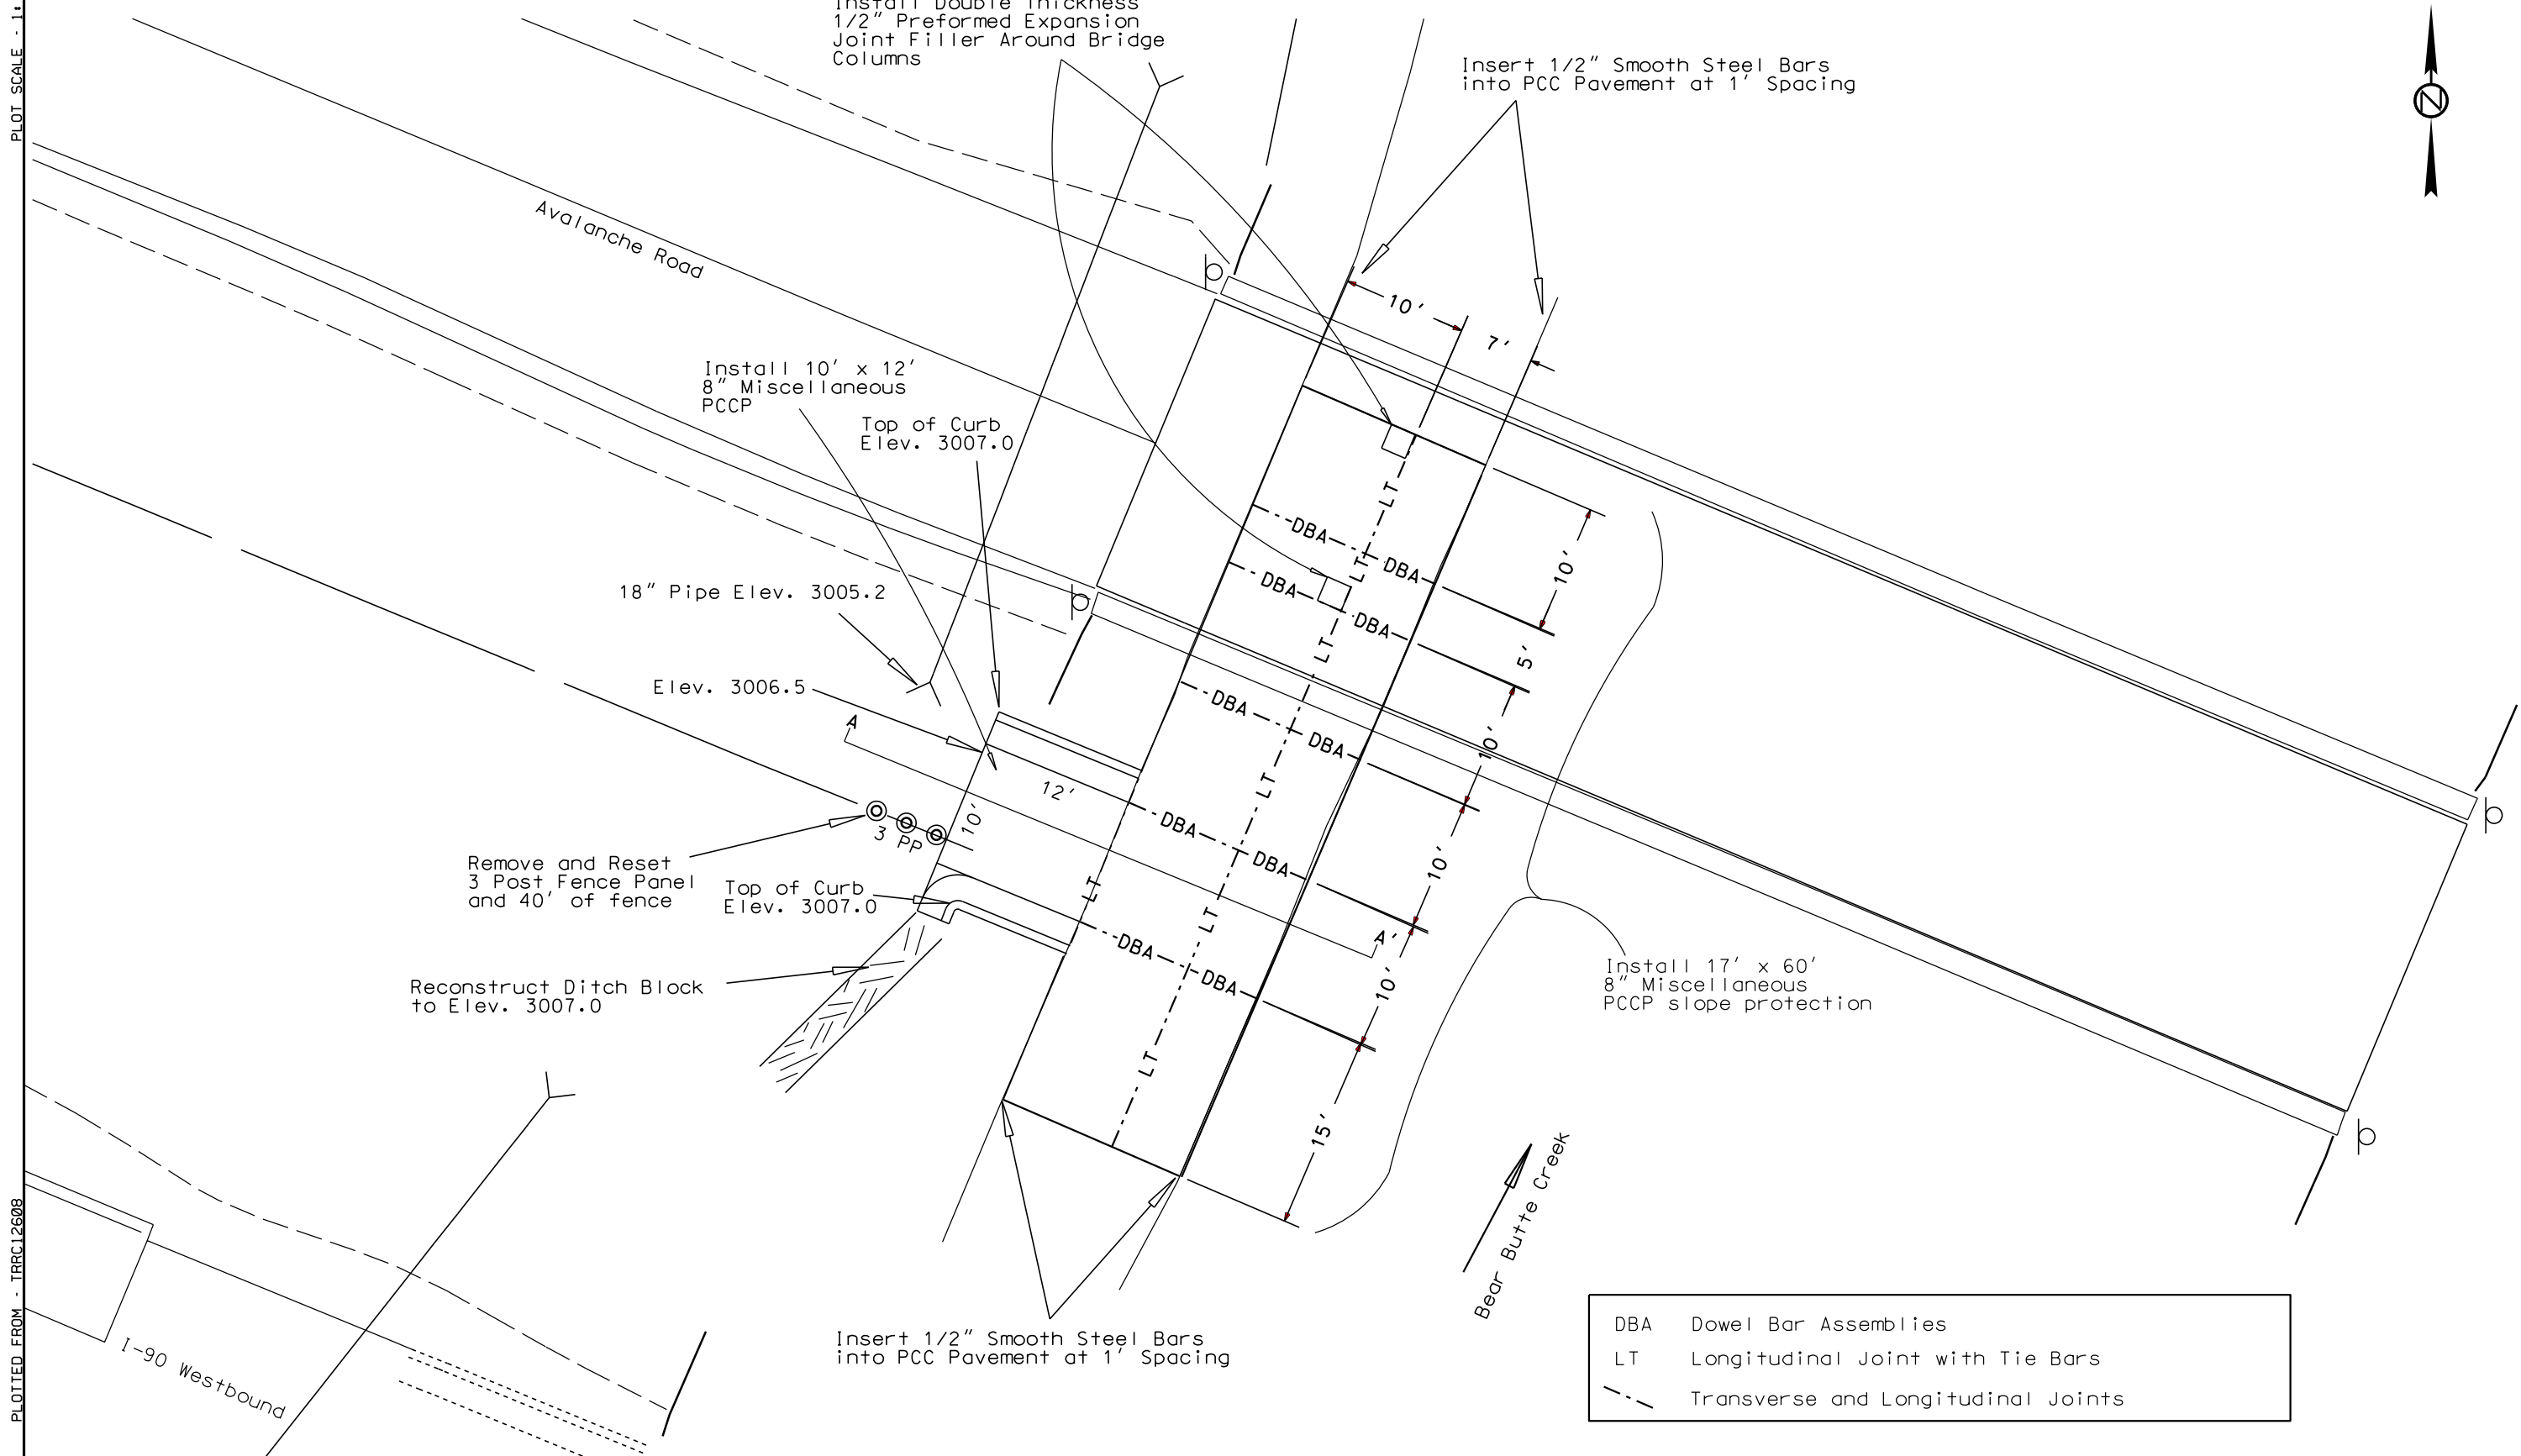 PLOT SCALE - 1:
Install Double Thickness
1/2" Preformed Expansion
Joint Filler Around Bridge
Columns
Insert 1/2" Smooth Steel Bars
into PCC Pavement at 1' Spacing
N
Avalanche Road
10'
7'
Install 10' x 12'
8" Miscellaneous
PCCP
Top of Curb
Elev. 3007.0
LT
DBA
LT
DBA
10'
DBA
DBA
18" Pipe Elev. 3005.2
LT
5'
Elev. 3006.5
A
DBA
DBA
10'
12'
LT
10'
3 PP
DBA
DBA
10'
Remove and Reset
3 Post Fence Panel
and 40' of fence
Top of Curb
Elev. 3007.0
LT
LT
A'
DBA
DBA
10'
Install 17' x 60'
8" Miscellaneous
PCCP slope protection
Reconstruct Ditch Block
to Elev. 3007.0
LT
15'
Bear Butte Creek
PLOTTED FROM - TRRC12608
I-90 Westbound
Insert 1/2" Smooth Steel Bars
into PCC Pavement at 1' Spacing
DBA Dowel Bar Assemblies
LT Longitudinal Joint with Tie Bars
Transverse and Longitudinal Joints